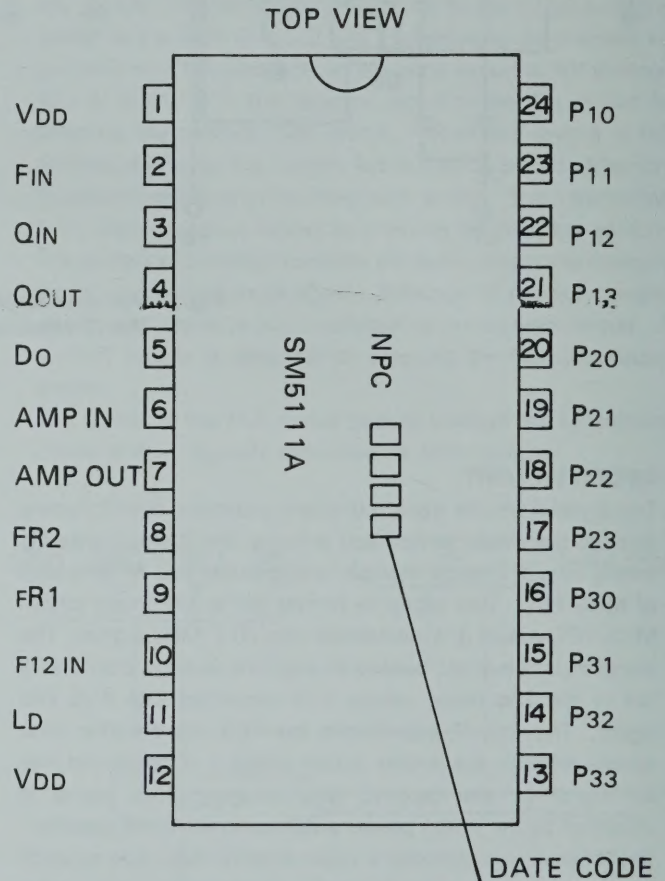 TOP VIEW
VDD 1 24 P10
FIN 2 23 P11
QIN 3 22 P12
QOUT 4 21 P13
DO 5 20 P20
AMP IN 6 19 P21
AMP OUT 7 18 P22
FR2 8 17 P23
FR1 9 16 P30
F12 IN 10 15 P31
LD 11 14 P32
VDD 12 13 P33
SM5111A
NPC
DATE CODE